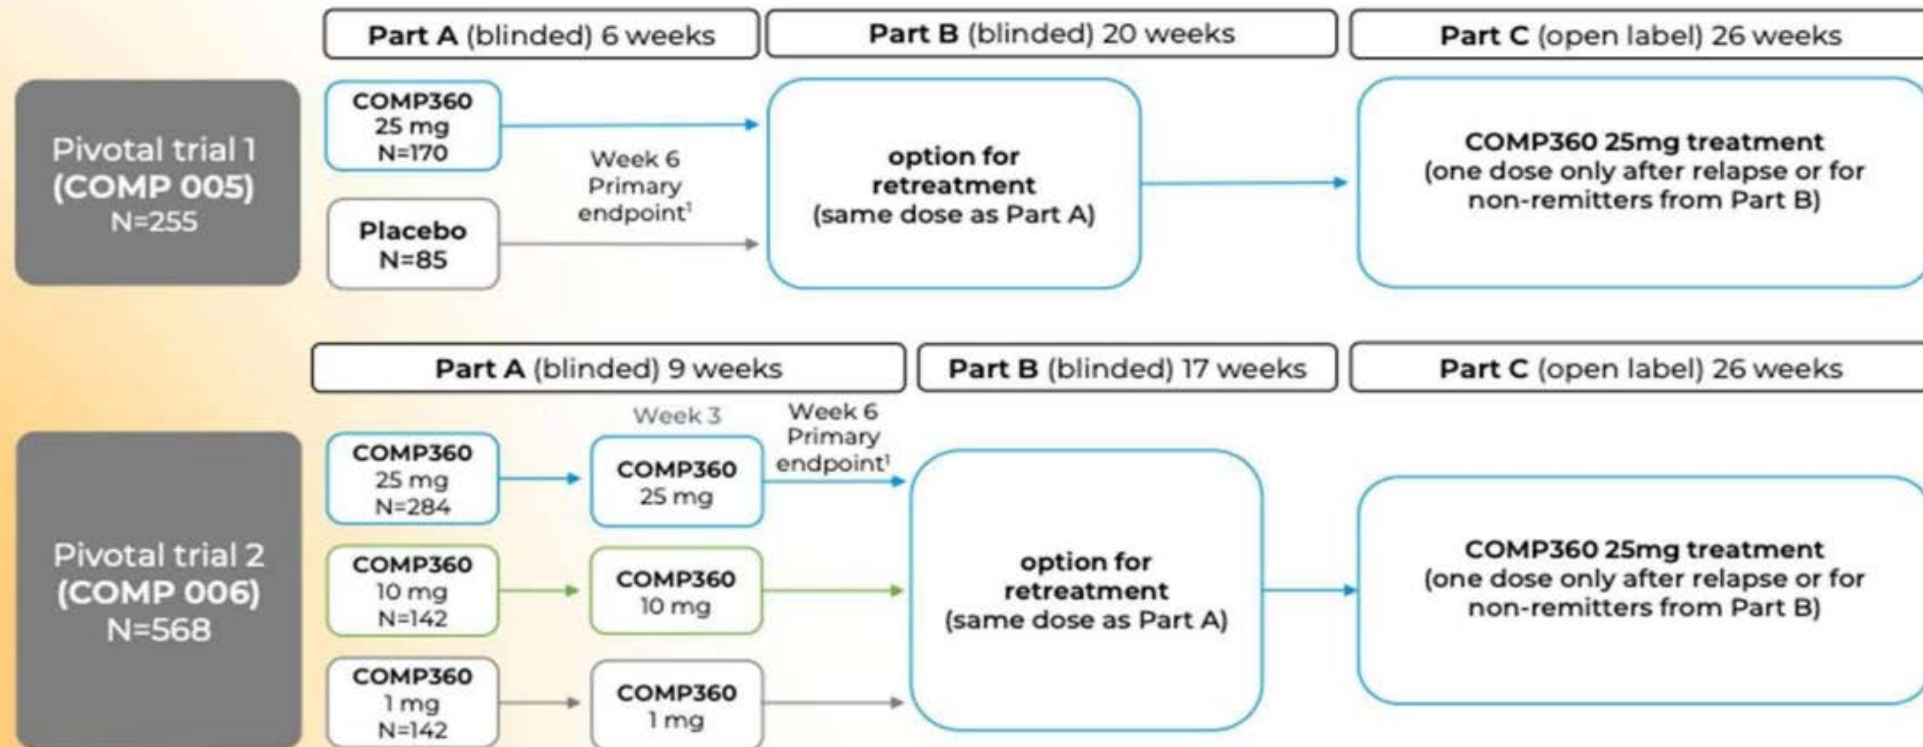 Part A (blinded) 6 weeks
Part B (blinded) 20 weeks
Part C (open label) 26 weeks
Pivotal trial 1
(COMP 005)
N=255
COMP360
25 mg
N=170
Placebo
N=85
Week 6
Primary
endpoint¹
option for
retreatment
(same dose as Part A)
COMP360 25mg treatment
(one dose only after relapse or for
non-remitters from Part B)
Part A (blinded) 9 weeks
Part B (blinded) 17 weeks
Part C (open label) 26 weeks
Pivotal trial 2
(COMP 006)
N=568
COMP360
25 mg
N=284
Week 3
COMP360
25 mg
Week 6
Primary
endpoint¹
COMP360
10 mg
N=142
COMP360
10 mg
COMP360
1 mg
N=142
COMP360
1 mg
option for
retreatment
(same dose as Part A)
COMP360 25mg treatment
(one dose only after relapse or for
non-remitters from Part B)